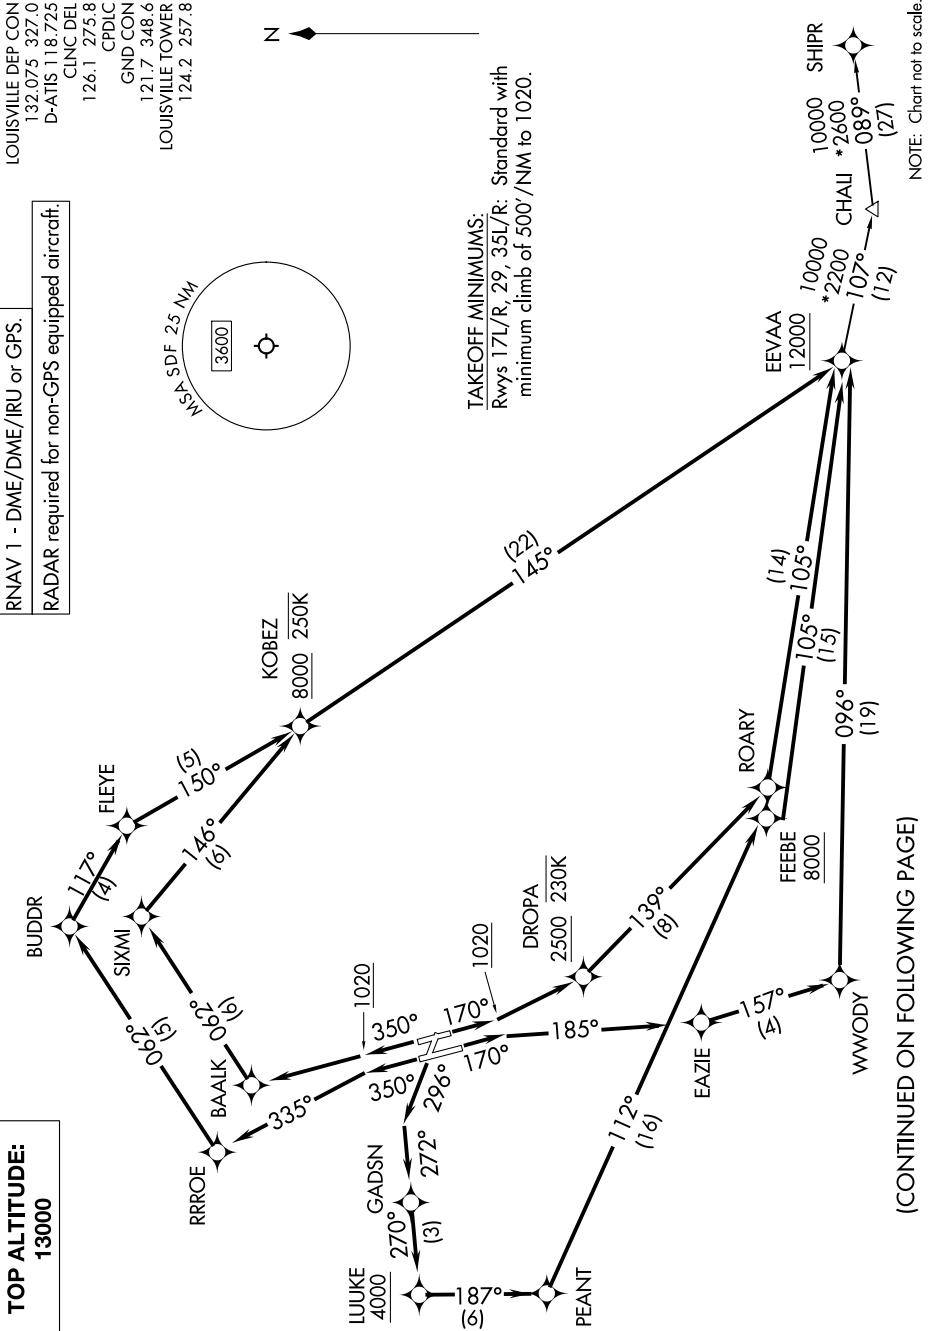 TOP ALTITUDE:
13000
RNAV 1 - DME/DME/IRU or GPS.
RADAR required for non-GPS equipped aircraft.
LOUISVILLE DEP CON
132.075 327.0
D-ATIS 118.725
CLNC DEL
126.1 275.8
CPDLC
GND CON
121.7 348.6
LOUISVILLE TOWER
124.2 257.8
N
MSA SDF 25 NM
3600
TAKEOFF MINIMUMS:
Rwys 17L/R, 29, 35L/R: Standard with
minimum climb of 500'/NM to 1020.
BUDDR
117°
(4)
FLEYE
150°
(5)
KOBEZ
8000 250K
SIXMI
146°
(6)
062°
(5)
062°
(6)
RRROE
BAALK
335°
350°
350°
1020
1020
170°
170°
185°
296°
272°
GADSN
270°
(3)
LUUKE
4000
187°
(6)
PEANT
112°
(16)
DROPA
2500 230K
139°
(8)
EAZIE
157°
(4)
WWODY
096°
(19)
ROARY
FEEBE
8000
105°
(14)
105°
(15)
145°
(22)
EEVAA
12000
10000
*2200
107°
(12)
CHALI
10000
*2600
089°
(27)
SHIPR
NOTE: Chart not to scale.
(CONTINUED ON FOLLOWING PAGE)